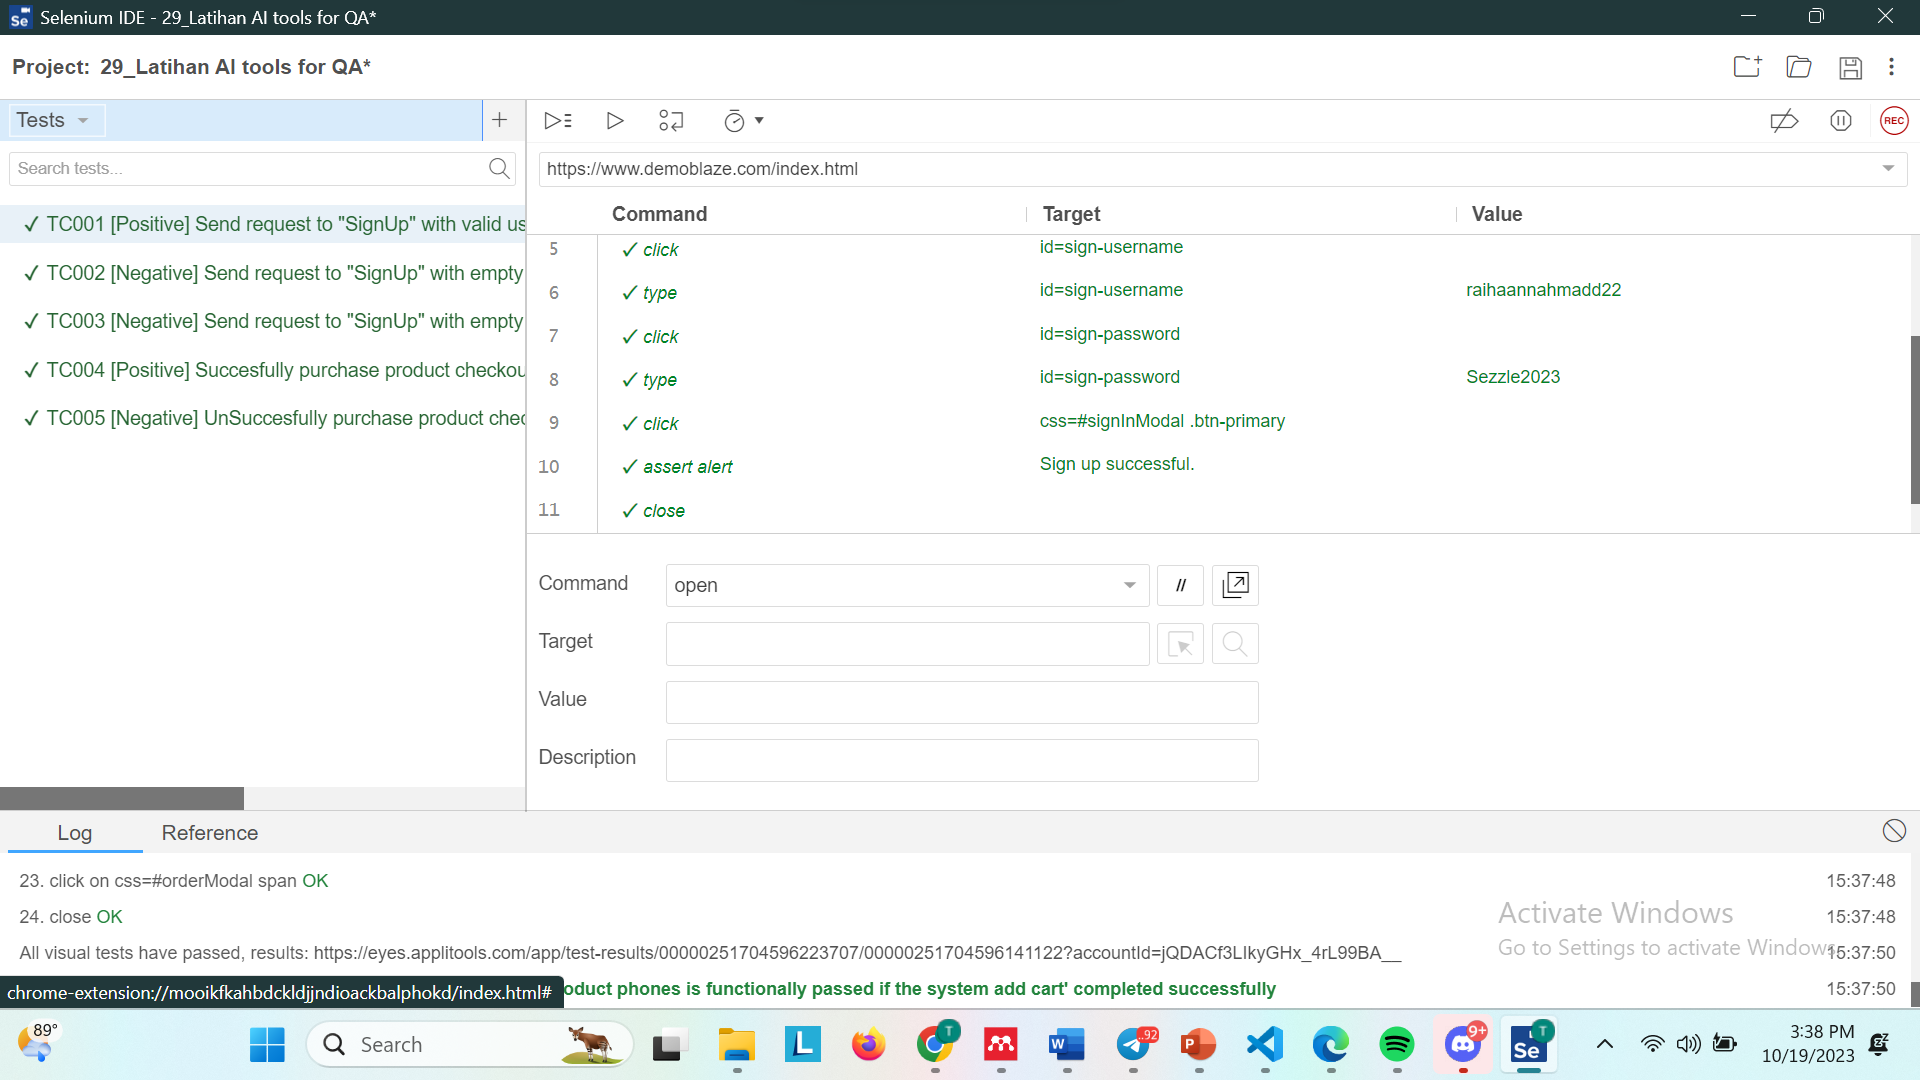 Se Selenium IDE - 29_Latihan AI tools for QA*
Project: 29_Latihan AI tools for QA*
Tests
+
REC
Search tests...
https://www.demoblaze.com/index.html
Command Target Value
✓ TC001 [Positive] Send request to "SignUp" with valid us
✓ TC002 [Negative] Send request to "SignUp" with empty
✓ TC003 [Negative] Send request to "SignUp" with empty
✓ TC004 [Positive] Succesfully purchase product checkou
✓ TC005 [Negative] UnSuccesfully purchase product chec
5 ✓ click id=sign-username
6 ✓ type id=sign-username raihaannahmadd22
7 ✓ click id=sign-password
8 ✓ type id=sign-password Sezzle2023
9 ✓ click css=#signInModal .btn-primary
10 ✓ assert alert Sign up successful.
11 ✓ close
Command open //
Target
Value
Description
Log Reference
23. click on css=#orderModal span OK 15:37:48
24. close OK 15:37:48
All visual tests have passed, results: https://eyes.applitools.com/app/test-results/00000251704596223707/00000251704596141122?accountId=jQDACf3LIkyGHx_4rL99BA__ 15:37:50
Activate Windows
Go to Settings to activate Windows
chrome-extension://mooikfkahbdckldjjndioackbalphokd/index.html#
oduct phones is functionally passed if the system add cart' completed successfully 15:37:50
89°
Search
L
T
W
..92
P
9+
Se
T
3:38 PM
10/19/2023